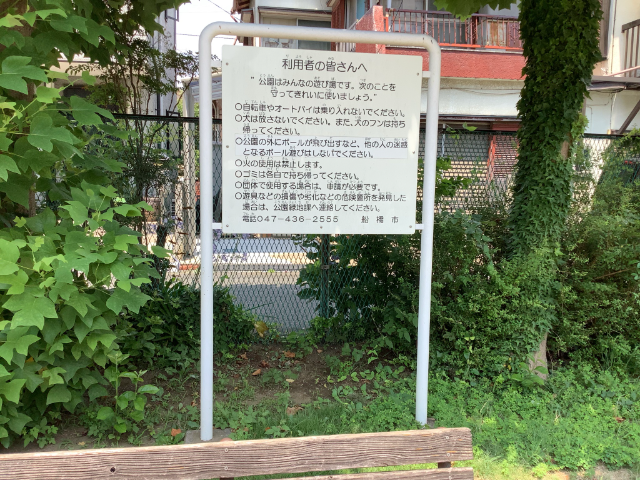 利用者の皆さんへ
"公園はみんなの遊び場です。次のことを
守ってきれいに使いましょう。"
○自転車やオートバイは乗り入れないでください。
○犬は放さないでください。また、犬のフンは持ち
帰ってください。
○公園の外にボールが飛び出すなど、他の人の迷惑
となるボール遊びはしないでください。
○火の使用は禁止します。
○ゴミは各自で持ち帰ってください。
○団体で使用する場合は、申請が必要です。
○遊具などの損傷や劣化などの危険箇所を発見した
場合は、公園緑地課へ連絡してください。
電話047-436-2555 船橋市